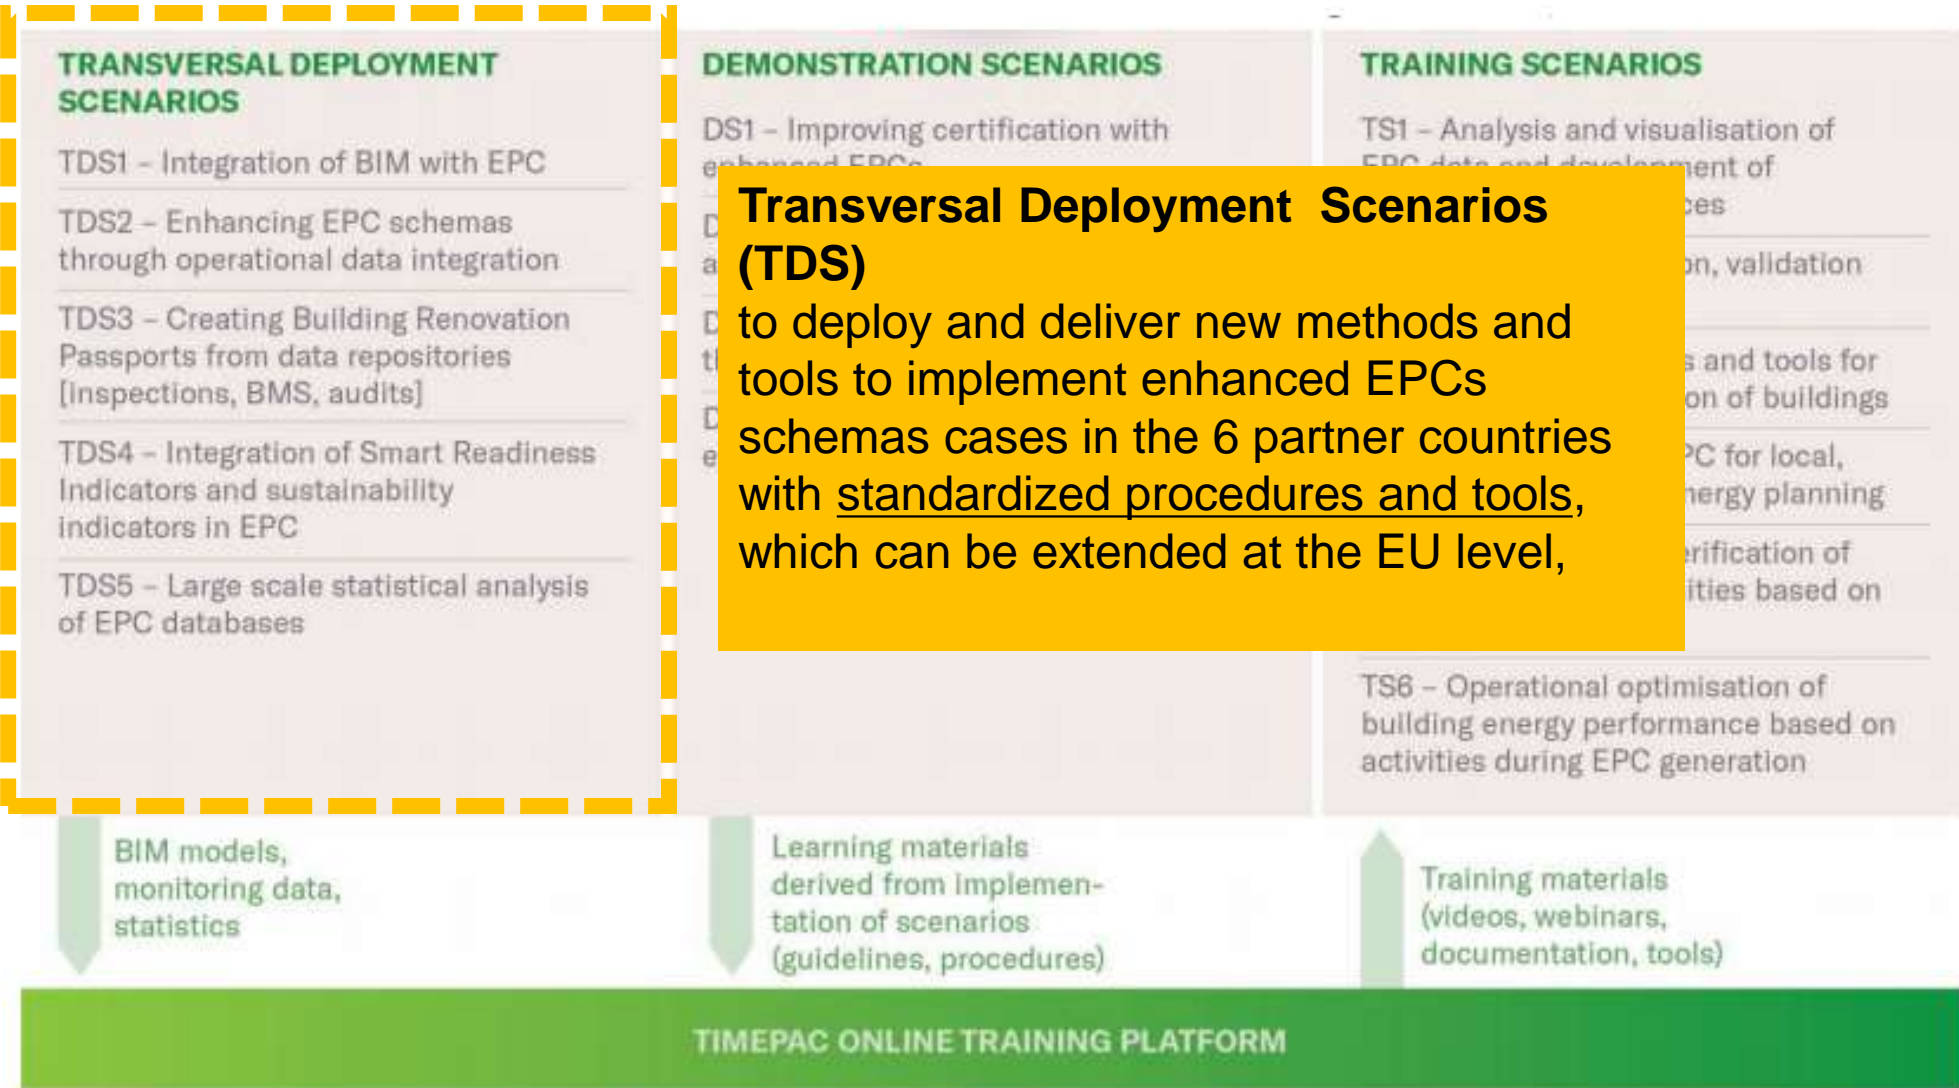 TRANSVERSAL DEPLOYMENT
SCENARIOS
TDS1 – Integration of BIM with EPC
TDS2 – Enhancing EPC schemas
through operational data integration
TDS3 – Creating Building Renovation
Passports from data repositories
[Inspections, BMS, audits]
TDS4 – Integration of Smart Readiness
Indicators and sustainability
indicators in EPC
TDS5 – Large scale statistical analysis
of EPC databases
DEMONSTRATION SCENARIOS
DS1 – Improving certification with
enhanced EPCs
Transversal Deployment  Scenarios
(TDS)
to deploy and deliver new methods and
tools to implement enhanced EPCs
schemas cases in the 6 partner countries
with standardized procedures and tools,
which can be extended at the EU level,
TRAINING SCENARIOS
TS1 – Analysis and visualisation of
EPC data and development of
validation
and tools for
of buildings
for local,
planning
based on
TS6 – Operational optimisation of
building energy performance based on
activities during EPC generation
BIM models,
monitoring data,
statistics
Learning materials
derived from implemen-
tation of scenarios
(guidelines, procedures)
Training materials
(videos, webinars,
documentation, tools)
TIMEPAC ONLINE TRAINING PLATFORM